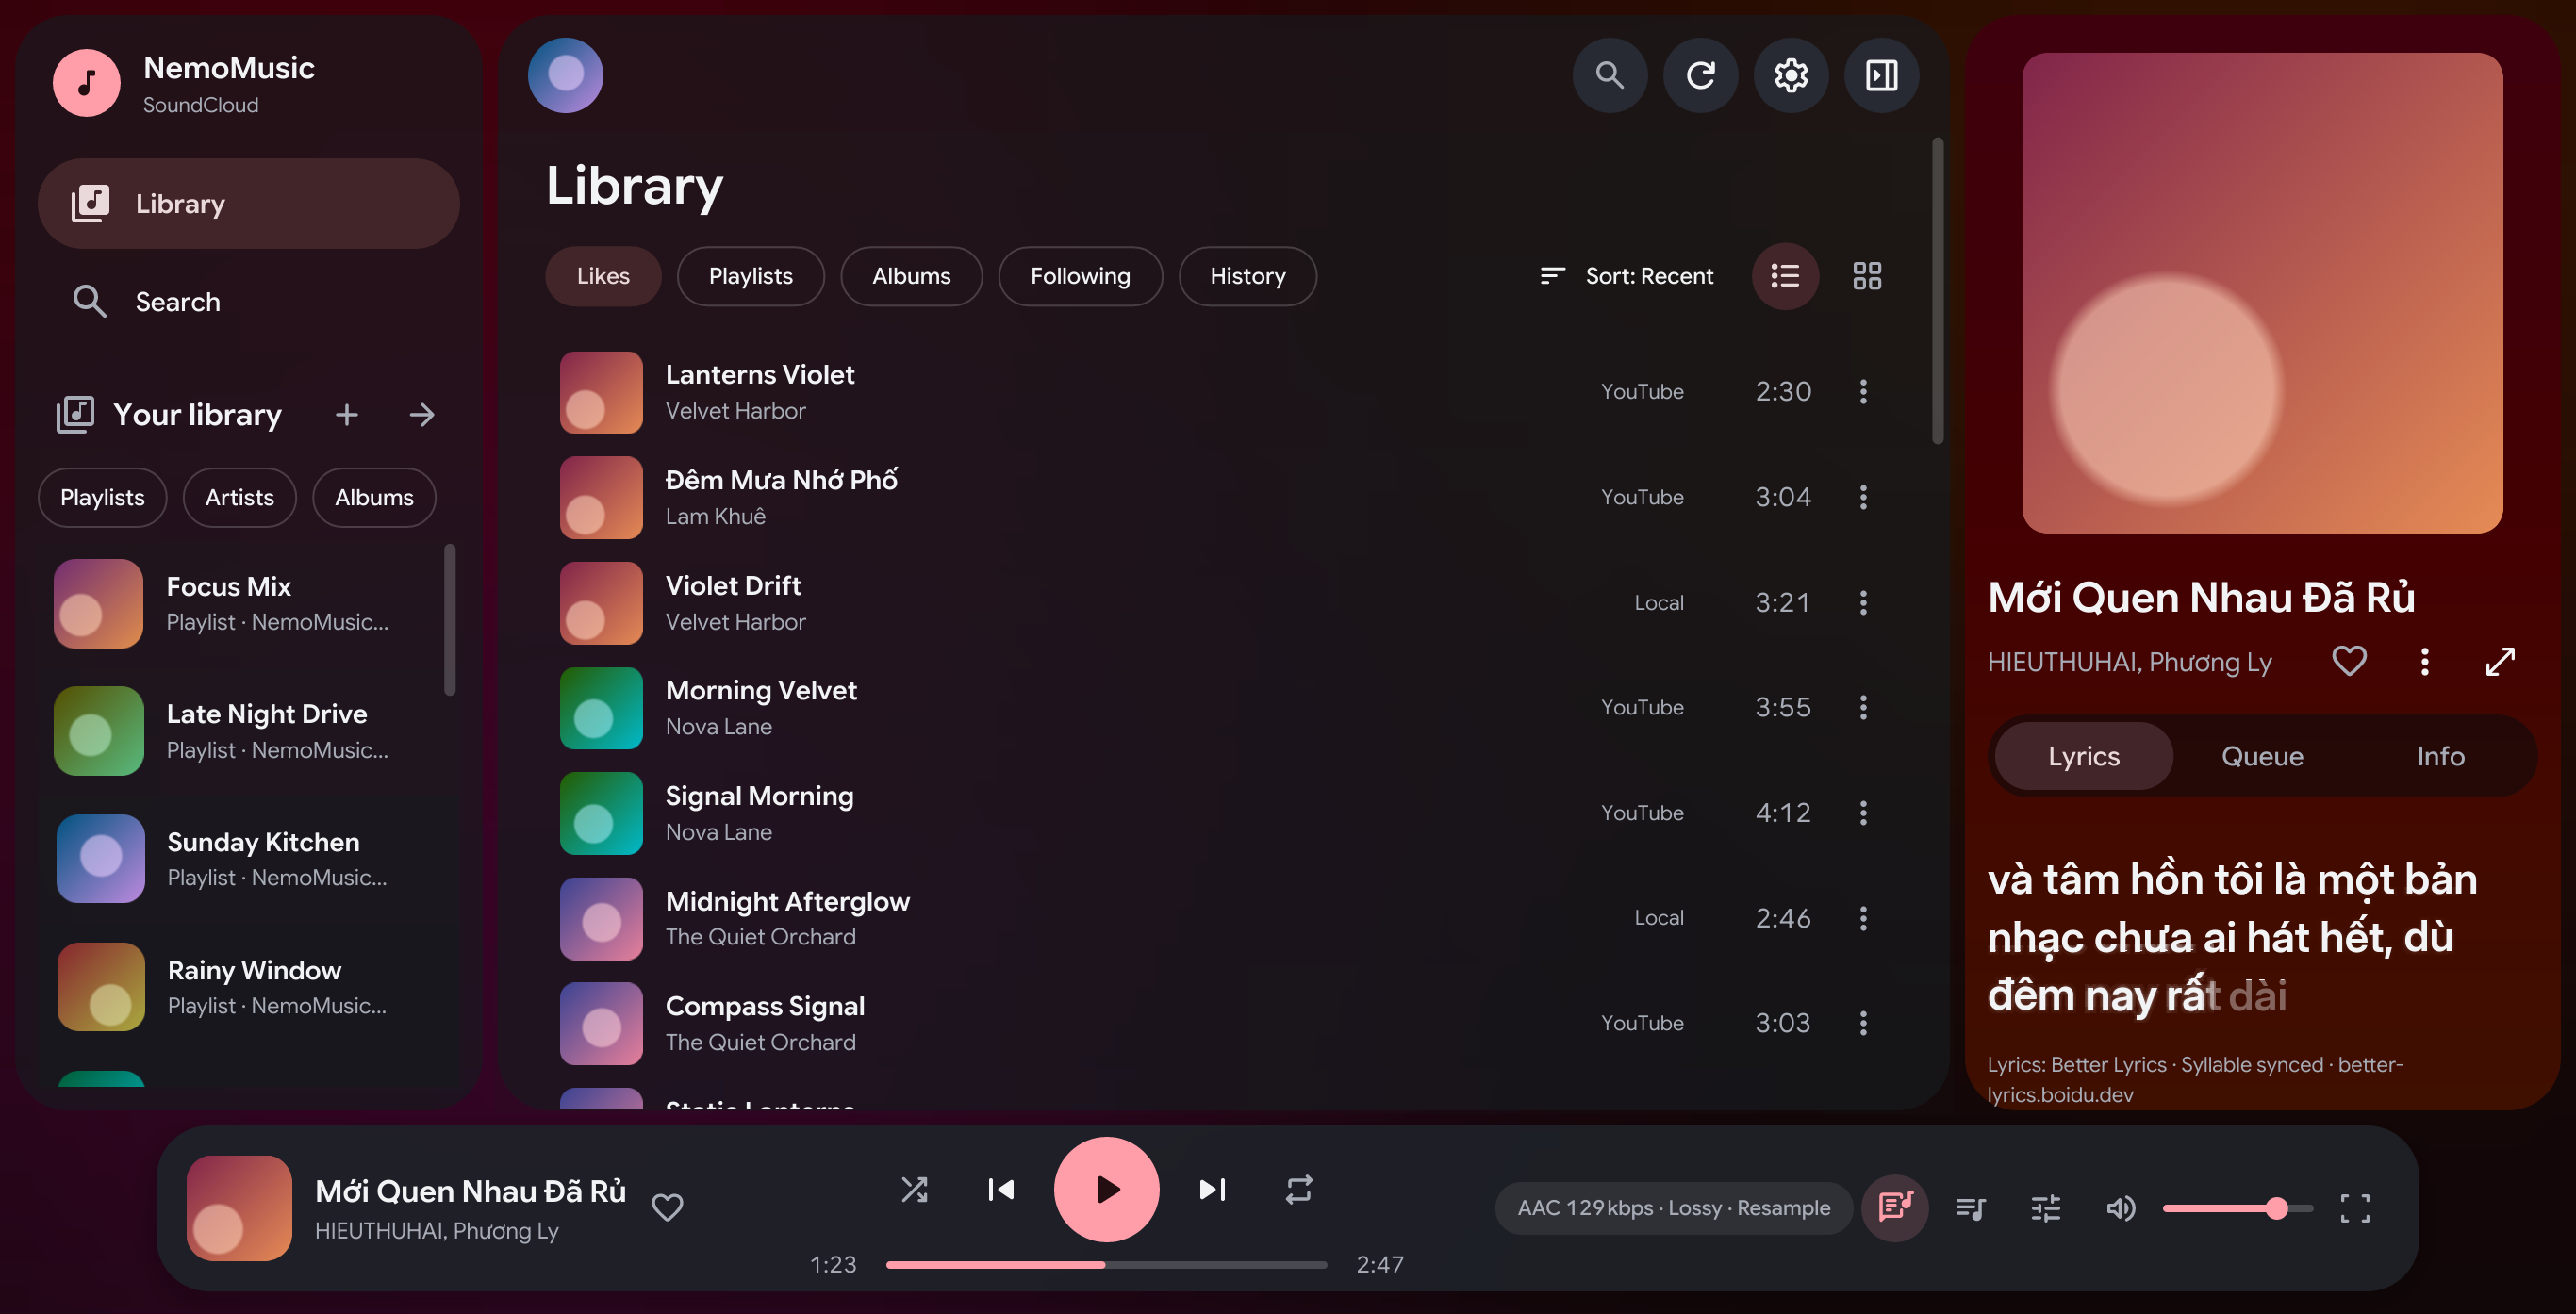 NemoMusic
SoundCloud
Library
Search
Your library
Playlists
Artists
Albums
Focus Mix
Playlist · NemoMusic...
Late Night Drive
Playlist · NemoMusic...
Sunday Kitchen
Playlist · NemoMusic...
Rainy Window
Playlist · NemoMusic...
Library
Likes
Playlists
Albums
Following
History
Sort: Recent
Lanterns Violet
Velvet Harbor
YouTube
2:30
Đêm Mưa Nhớ Phố
Lam Khuê
YouTube
3:04
Violet Drift
Velvet Harbor
Local
3:21
Morning Velvet
Nova Lane
YouTube
3:55
Signal Morning
Nova Lane
YouTube
4:12
Midnight Afterglow
The Quiet Orchard
Local
2:46
Compass Signal
The Quiet Orchard
YouTube
3:03
Static Lanterns
Mới Quen Nhau Đã Rủ
HIEUTHUHAI, Phương Ly
Lyrics
Queue
Info
và tâm hồn tôi là một bản
nhạc chưa ai hát hết, dù
đêm nay rất dài
Lyrics: Better Lyrics · Syllable synced · better-
lyrics.boidu.dev
Mới Quen Nhau Đã Rủ
HIEUTHUHAI, Phương Ly
1:23
2:47
AAC 129 kbps · Lossy · Resample